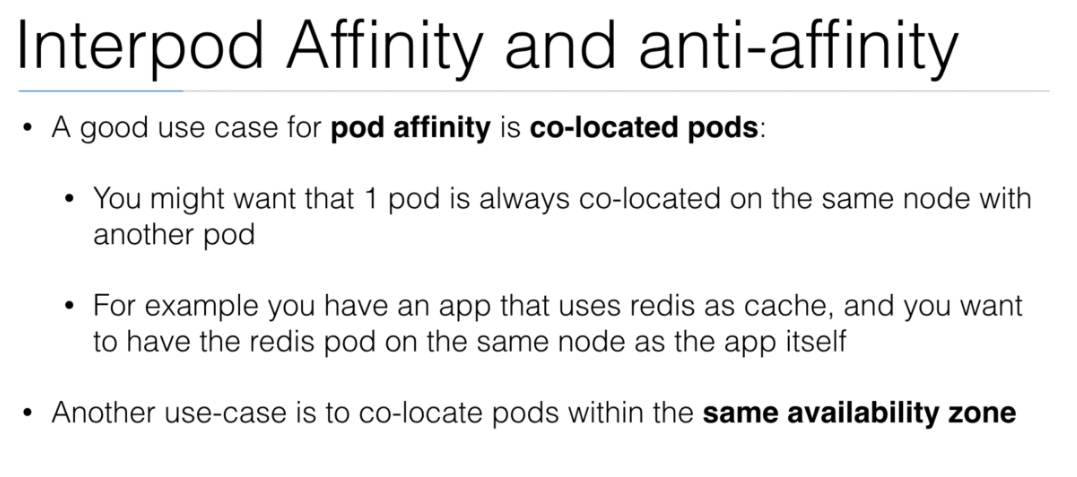 Interpod Affinity and anti-affinity
• A good use case for pod affinity is co-located pods:
• You might want that 1 pod is always co-located on the same node with
another pod
• For example you have an app that uses redis as cache, and you want
to have the redis pod on the same node as the app itself
• Another use-case is to co-locate pods within the same availability zone